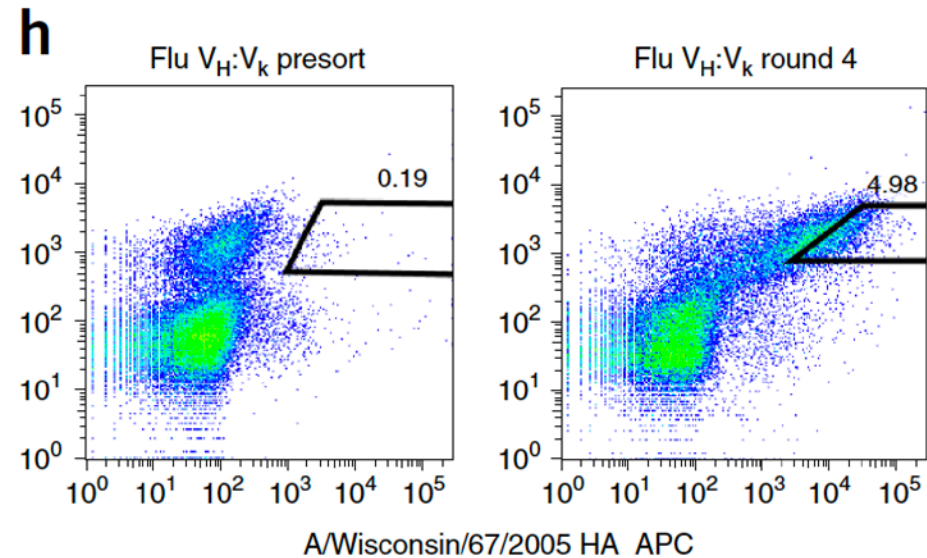 h
Flu VH:Vk presort
Flu VH:Vk round 4
10⁵
10⁴
10³
10²
10¹
10⁰
0.19
10⁰ 10¹ 10² 10³ 10⁴ 10⁵
10⁵
10⁴
10³
10²
10¹
10⁰
4.98
10⁰ 10¹ 10² 10³ 10⁴ 10⁵
A/Wisconsin/67/2005 HA APC